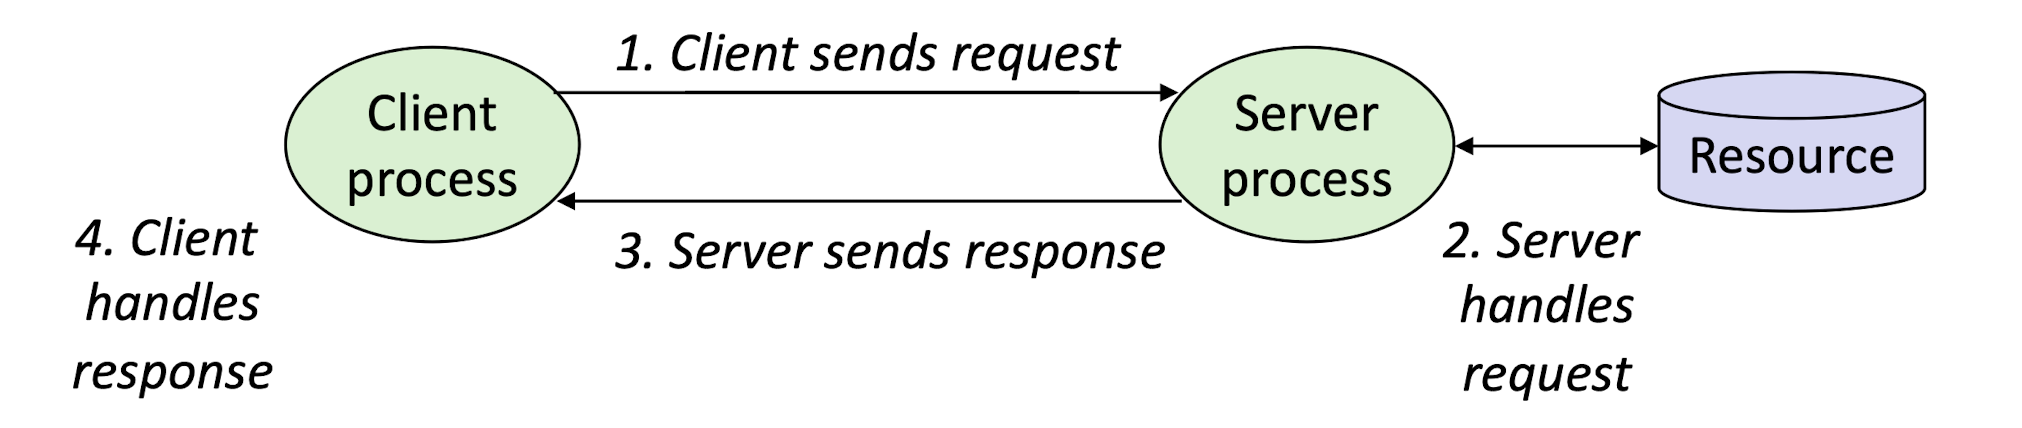 1. Client sends request
Client
process
Server
process
Resource
3. Server sends response
4. Client
handles
response
2. Server
handles
request